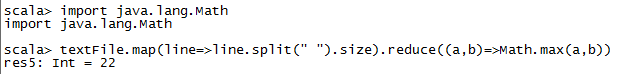 scala> import java.lang.Math
import java.lang.Math
scala> textFile.map(line=>line.split(" ").size).reduce((a,b)=>Math.max(a,b))
res5: Int = 22